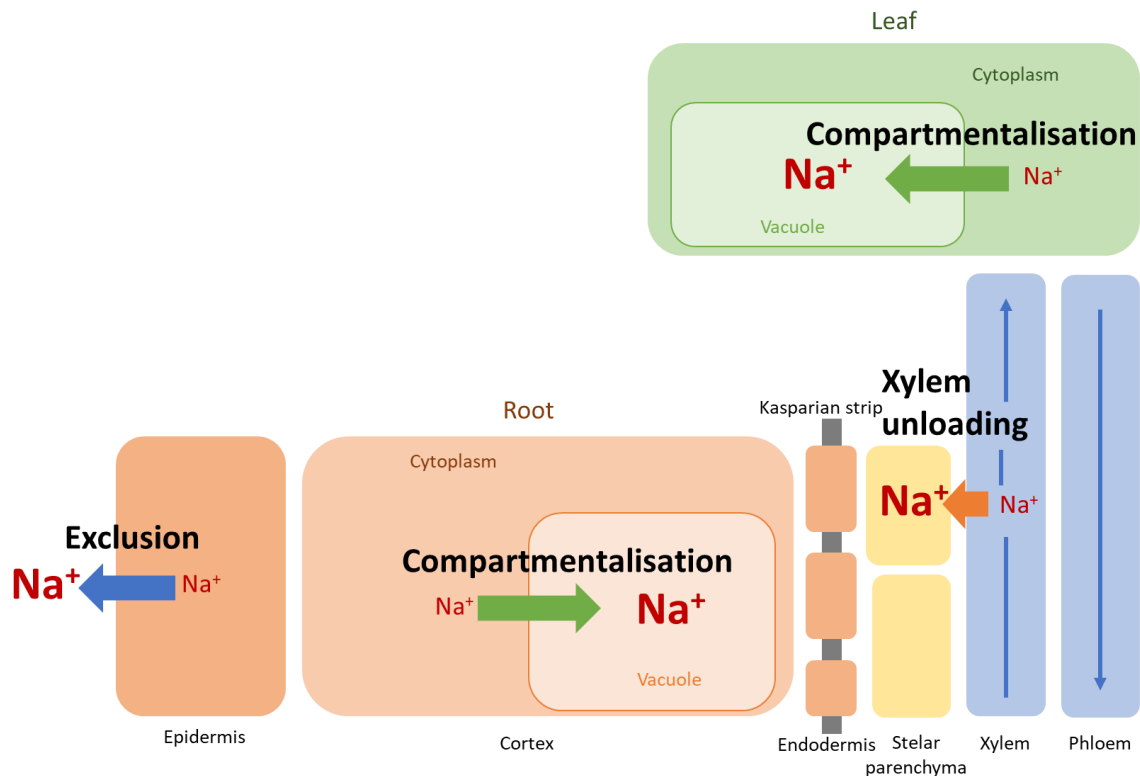 Leaf
Cytoplasm
Compartmentalisation
Na⁺
Na⁺
Vacuole
Xylem
unloading
Root
Kasparian strip
Cytoplasm
Na⁺
Na⁺
Exclusion
Na⁺
Na⁺
Compartmentalisation
Na⁺
Na⁺
Vacuole
Epidermis
Cortex
Endodermis
Stelar
parenchyma
Xylem
Phloem